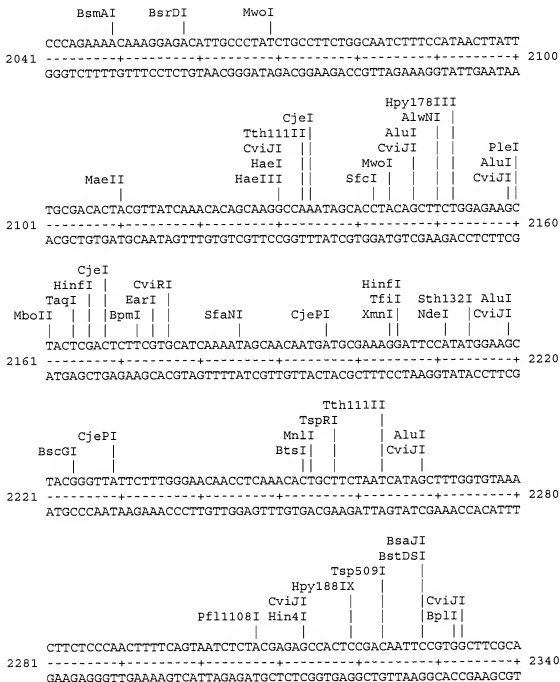 BsmAI BsrDI MwoI
CCCAGAAAACAAAGGAGACATTGCCCTATCTGCCTTCTGGCAATCTTTCCATAACTTATT
2041 ---------+---------+---------+---------+---------+---------+ 2100
GGGTCTTTTGTTTCCTCTGTAACGGGATAGACGGAAGACCGTTAGAAAGGTATTGAATAA
Hpy178III
CjeI AlwNI
Tth111II AluI
CviJI CviJI PleI
HaeI MwoI AluI
MaeII HaeIII SfcI CviJI
TGCGACACTACGTTATCAAACACAGCAAGGCCAAATAGCACCTACAGCTTCTGGAGAAGC
2101 ---------+---------+---------+---------+---------+---------+ 2160
ACGCTGTGATGCAATAGTTTGTGTCGTTCCGGTTTATCGTGGATGTCGAAGACCTCTTCG
CjeI
HinfI CviRI HinfI
TaqI EarI TfiI Sth132I AluI
MboII BpmI SfaNI CjePI XmnI NdeI CviJI
TACTCGACTCTTCGTGCATCAAAATAGCAACAATGATGCGAAAGGATTCCATATGGAAGC
2161 ---------+---------+---------+---------+---------+---------+ 2220
ATGAGCTGAGAAGCACGTAGTTTTATCGTTGTTACTACGCTTTCCTAAGGTATACCTTCG
Tth111II
TspRI
CjePI MnlI AluI
BscGI BtsI CviJI
TACGGGTTATTCTTTGGGAACAACCTCAAACACTGCTTCTAATCATAGCTTTGGTGTAAA
2221 ---------+---------+---------+---------+---------+---------+ 2280
ATGCCCAATAAGAAACCCTTGTTGGAGTTTGTGACGAAGATTAGTATCGAAACCACATTT
BsaJI
BstDSI
Tsp509I
Hpy188IX
CviJI CviJI
Pfl1108I Hin4I BplI
CTTCTCCCAACTTTTCAGTAATCTCTACGAGAGCCACTCCGACAATTCCGTGGCTTCGCA
2281 ---------+---------+---------+---------+---------+---------+ 2340
GAAGAGGGTTGAAAAGTCATTAGAGATGCTCTCGGTGAGGCTGTTAAGGCACCGAAGCGT